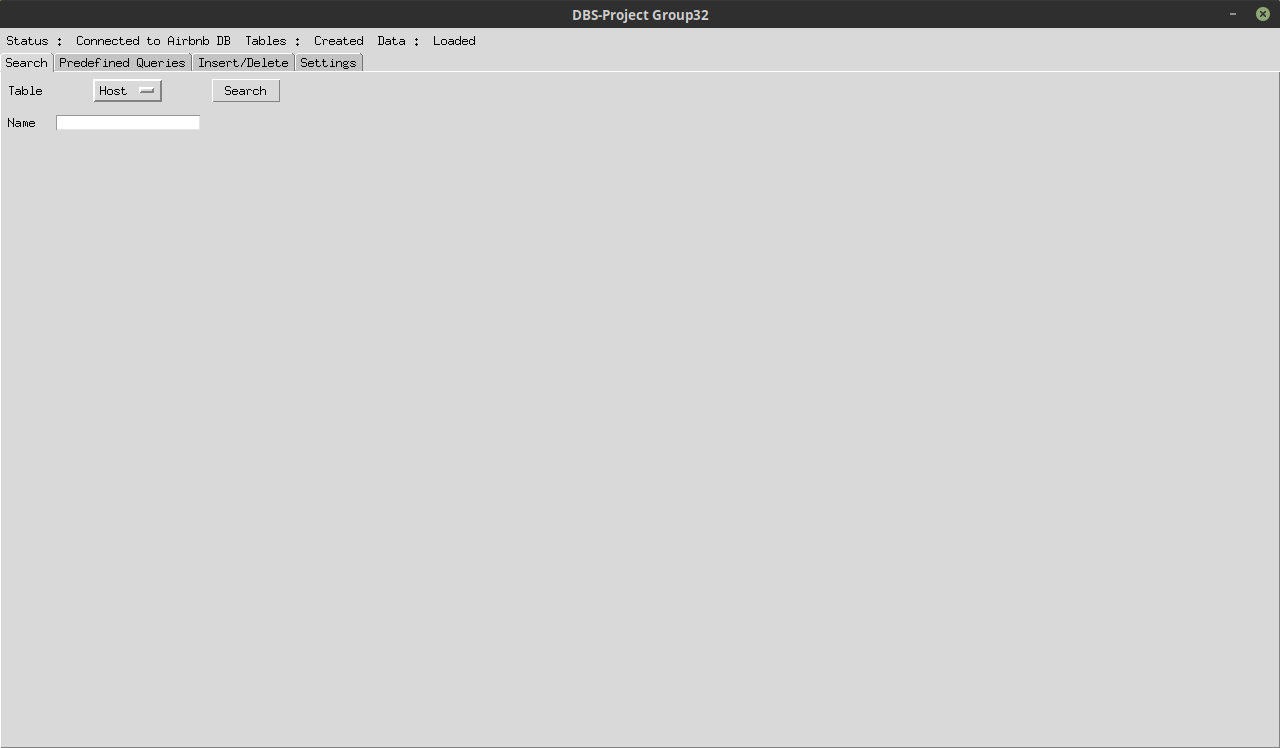 DBS-Project Group32
Status : Connected to Airbnb DB Tables : Created Data : Loaded
Search Predefined Queries Insert/Delete Settings
Table Host Search
Name